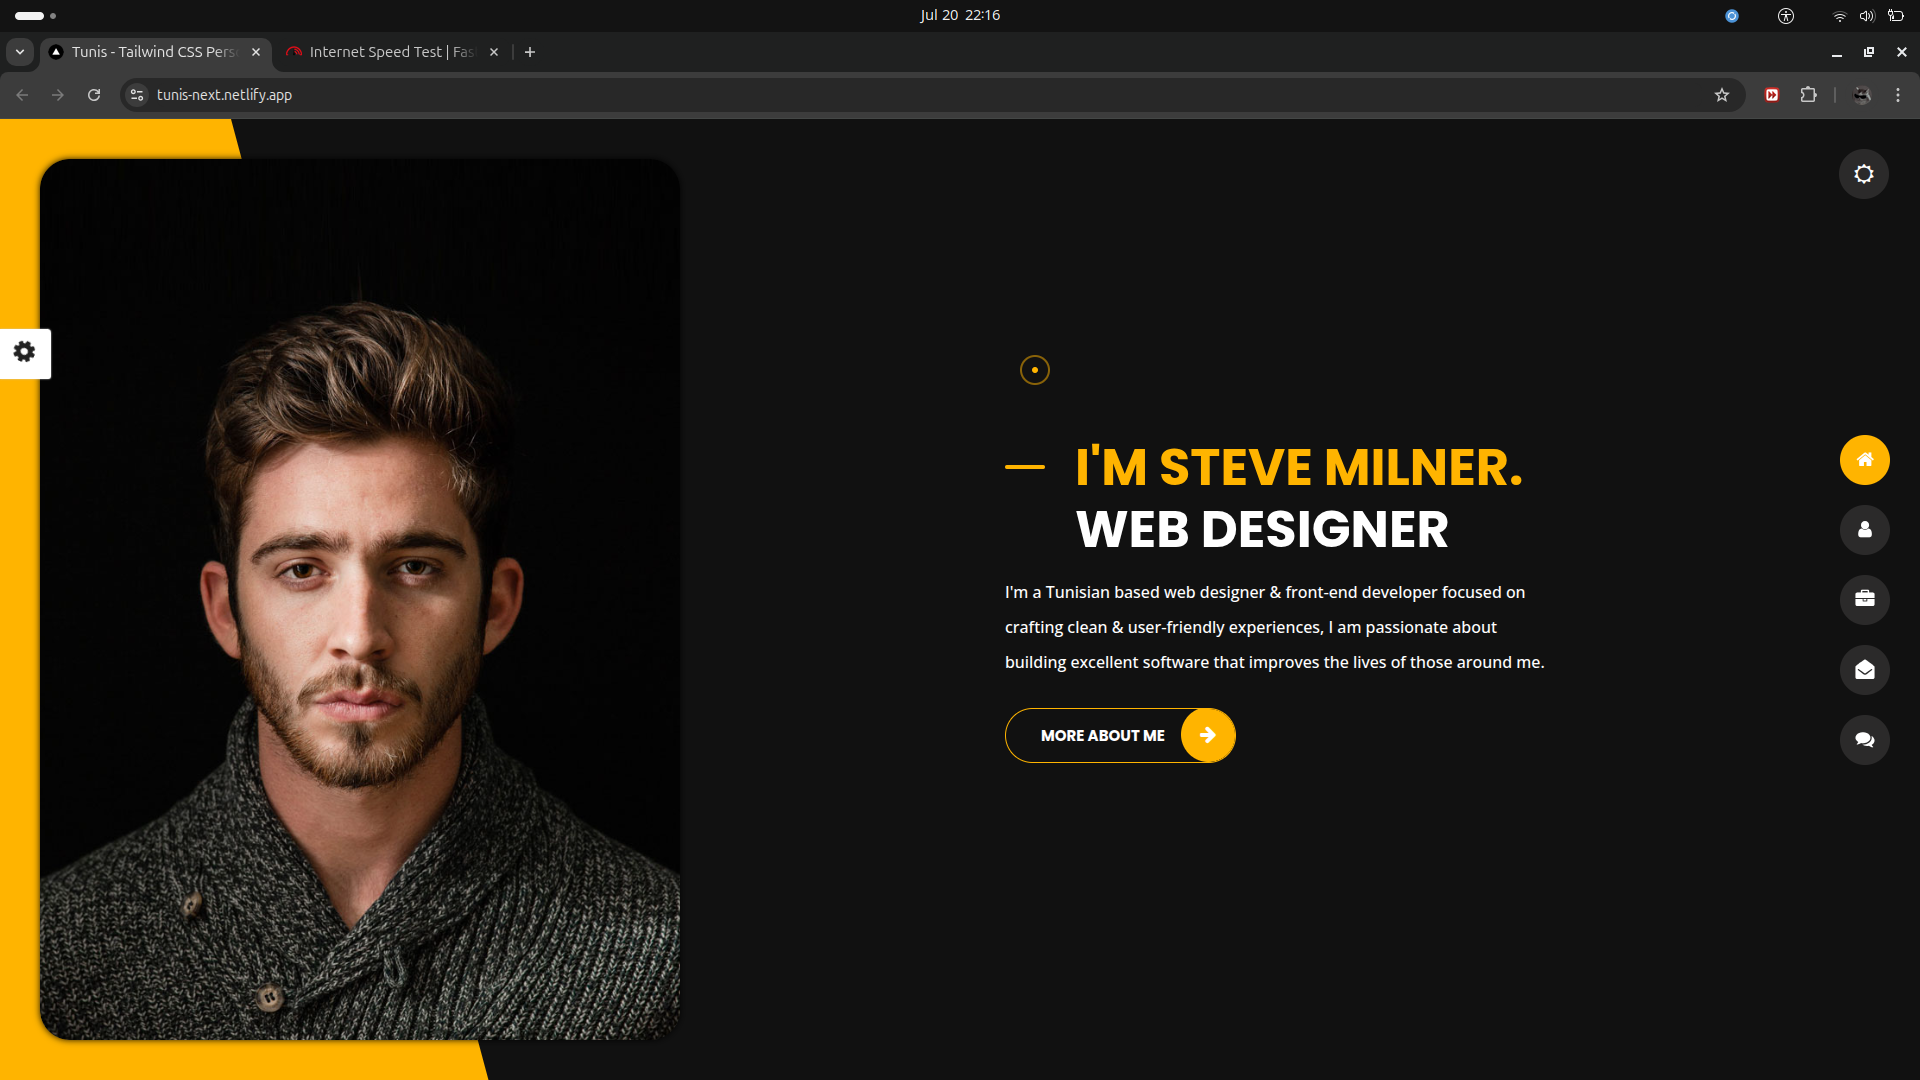 Jul 20 22:16
Tunis - Tailwind CSS Pers
Internet Speed Test | Fas
tunis-next.netlify.app
I'M STEVE MILNER.
WEB DESIGNER
I'm a Tunisian based web designer & front-end developer focused on
crafting clean & user-friendly experiences, I am passionate about
building excellent software that improves the lives of those around me.
MORE ABOUT ME